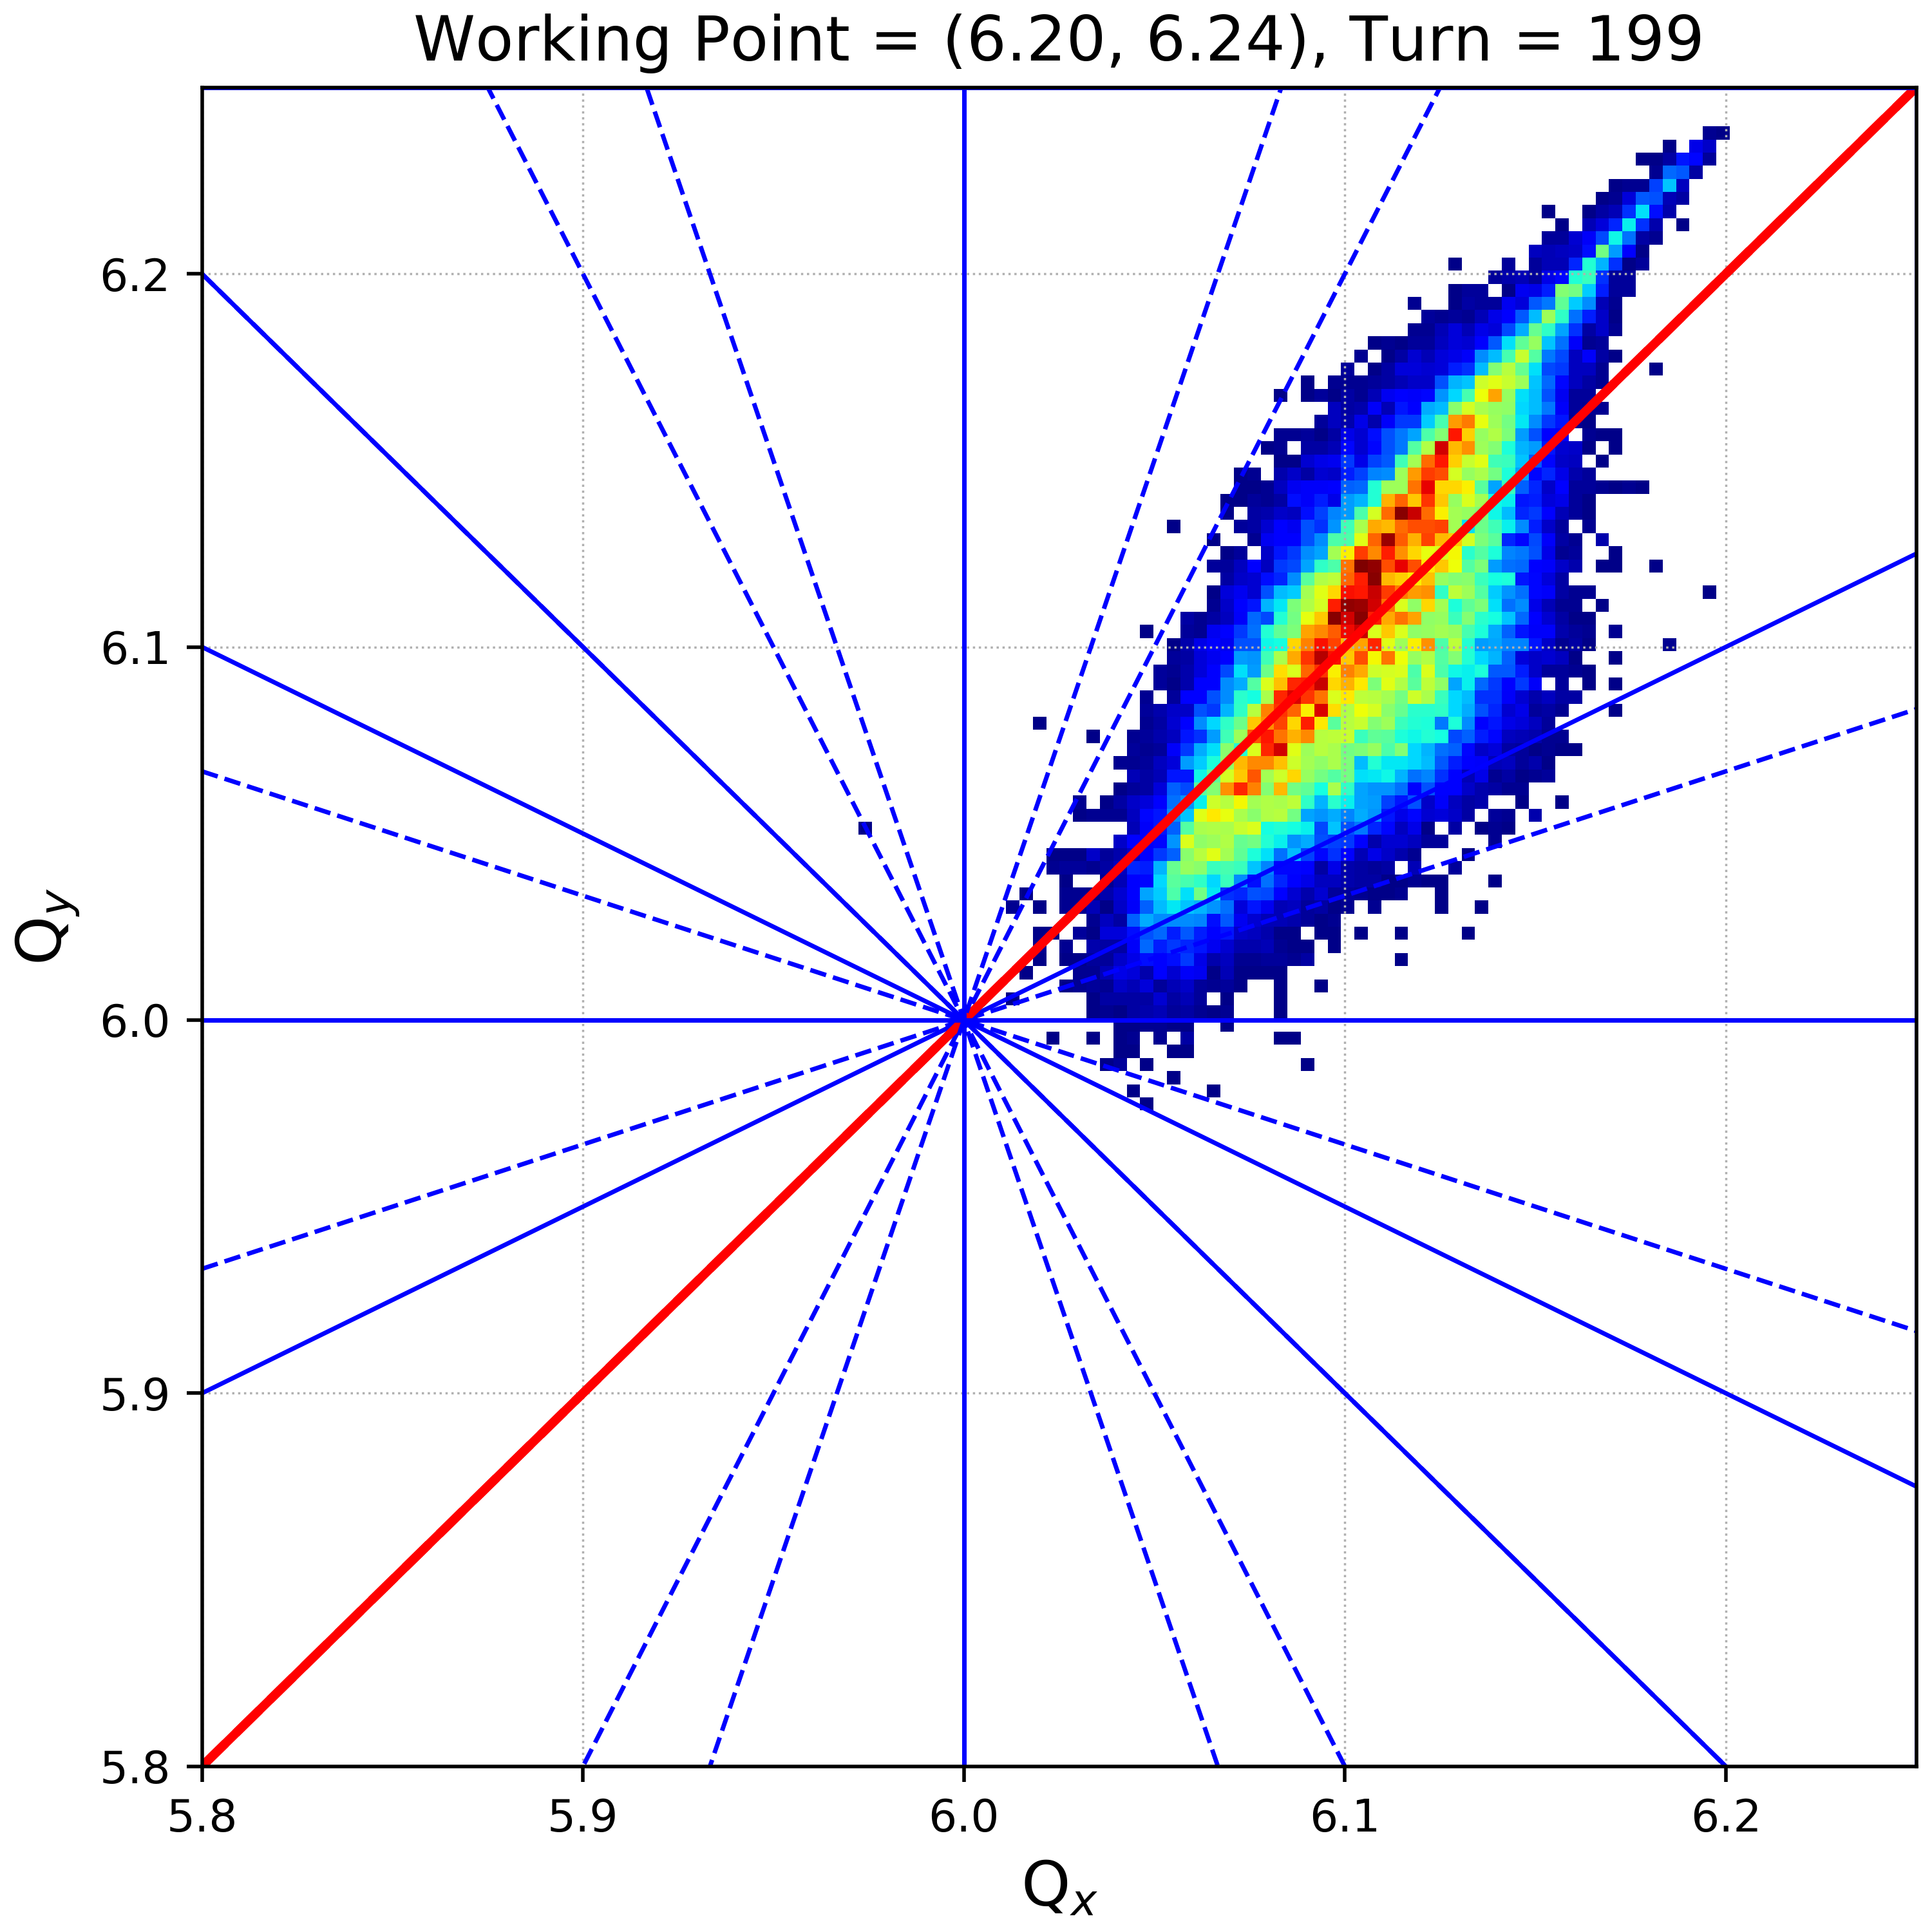 Working Point = (6.20, 6.24), Turn = 199
6.2
6.1
6.0
5.9
5.8
Qy
5.8 5.9 6.0 6.1 6.2
Qx